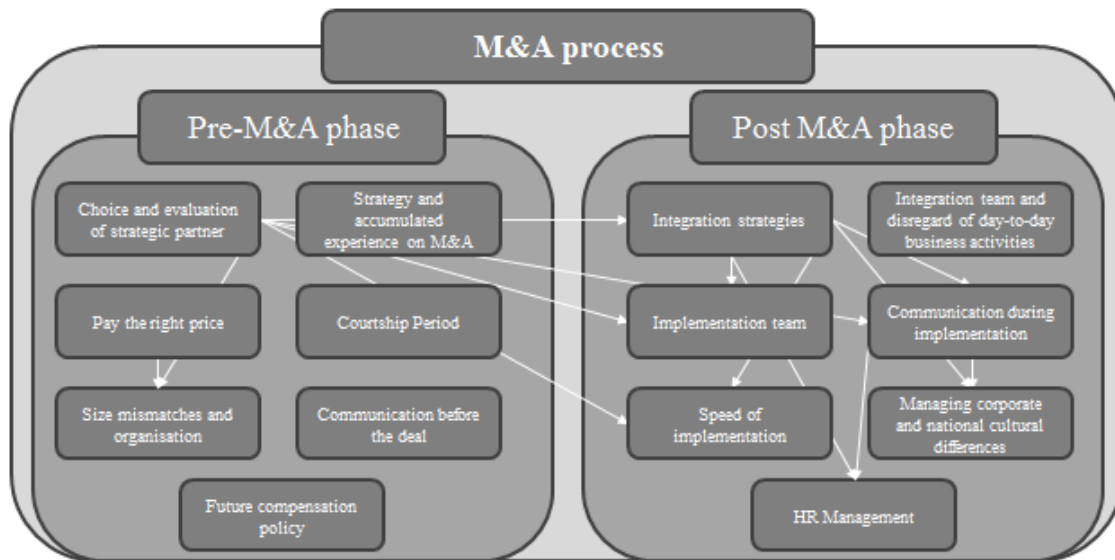 M&A process
Pre-M&A phase
Post M&A phase
Choice and evaluation
of strategic partner
Strategy and
accumulated
experience on M&A
Integration strategies
Integration team and
disregard of day-to-day
business activities
Pay the right price
Courtship Period
Implementation team
Communication during
implementation
Size mismatches and
organisation
Communication before
the deal
Speed of
implementation
Managing corporate
and national cultural
differences
Future compensation
policy
HR Management